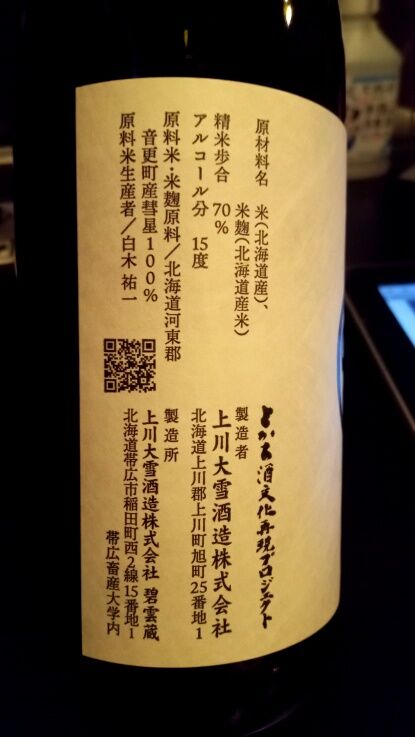 原材料名 米(北海道産)、
米麹(北海道産米)
精米歩合 70%
アルコール分 15度
原料米・米麹原料/北海道河東郡
音更町産彗星100%
原料米生産者/白木 祐一
とかち酒文化再現プロジェクト
製造者
上川大雪酒造株式会社
北海道上川郡上川町旭町25番地1
製造所
上川大雪酒造株式会社 碧雲蔵
北海道帯広市稲田町西2線15番地1
帯広畜産大学内